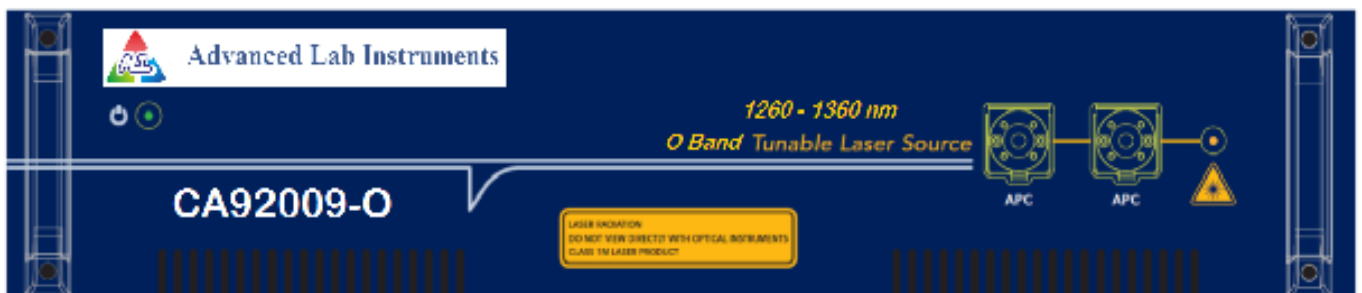 Advanced Lab Instruments
1260 - 1360 nm
O Band Tunable Laser Source
CA92009-O
APC
APC
LASER RADIATION
DO NOT VIEW DIRECTLY WITH OPTICAL INSTRUMENTS
CLASS 1M LASER PRODUCT